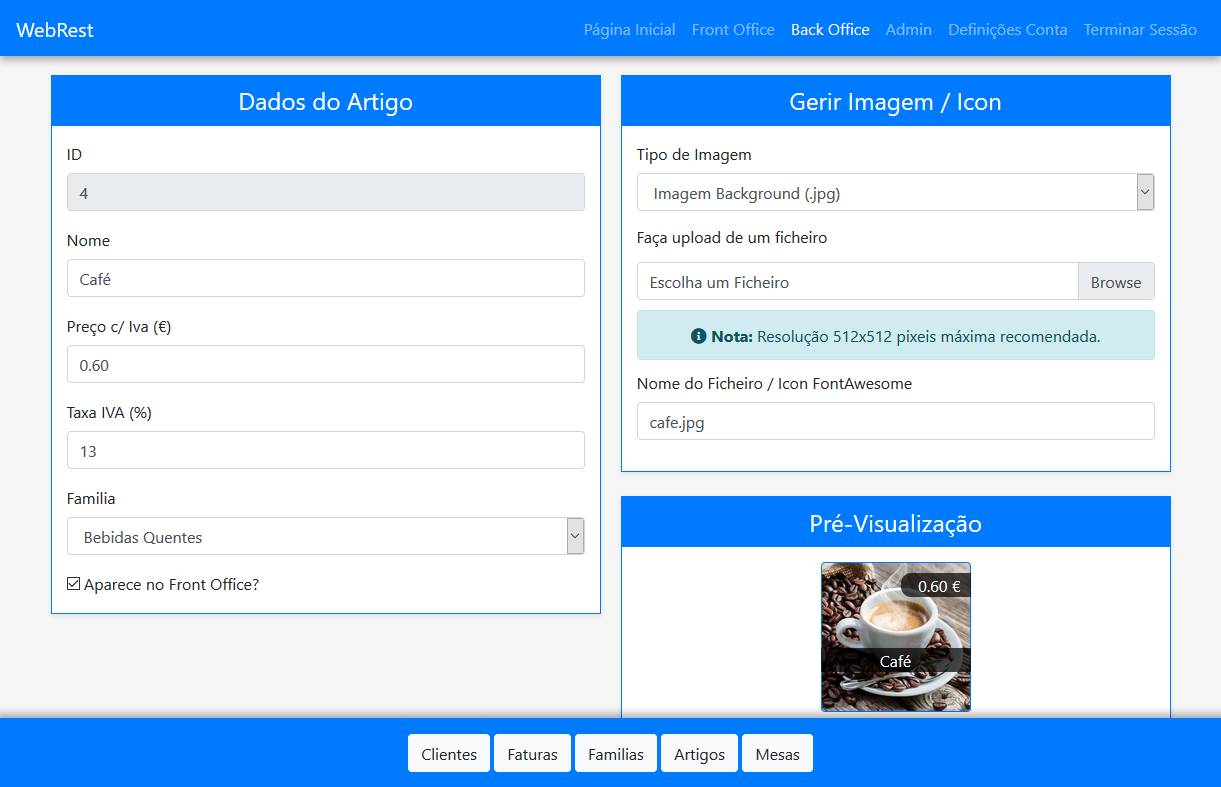 WebRest
Página Inicial Front Office Back Office Admin Definições Conta Terminar Sessão
Dados do Artigo
ID
4
Nome
Café
Preço c/ Iva (€)
0.60
Taxa IVA (%)
13
Familia
Bebidas Quentes
Aparece no Front Office?
Gerir Imagem / Icon
Tipo de Imagem
Imagem Background (.jpg)
Faça upload de um ficheiro
Escolha um Ficheiro Browse
Nota: Resolução 512x512 pixeis máxima recomendada.
Nome do Ficheiro / Icon FontAwesome
cafe.jpg
Pré-Visualização
0.60 €
Café
Clientes Faturas Familias Artigos Mesas